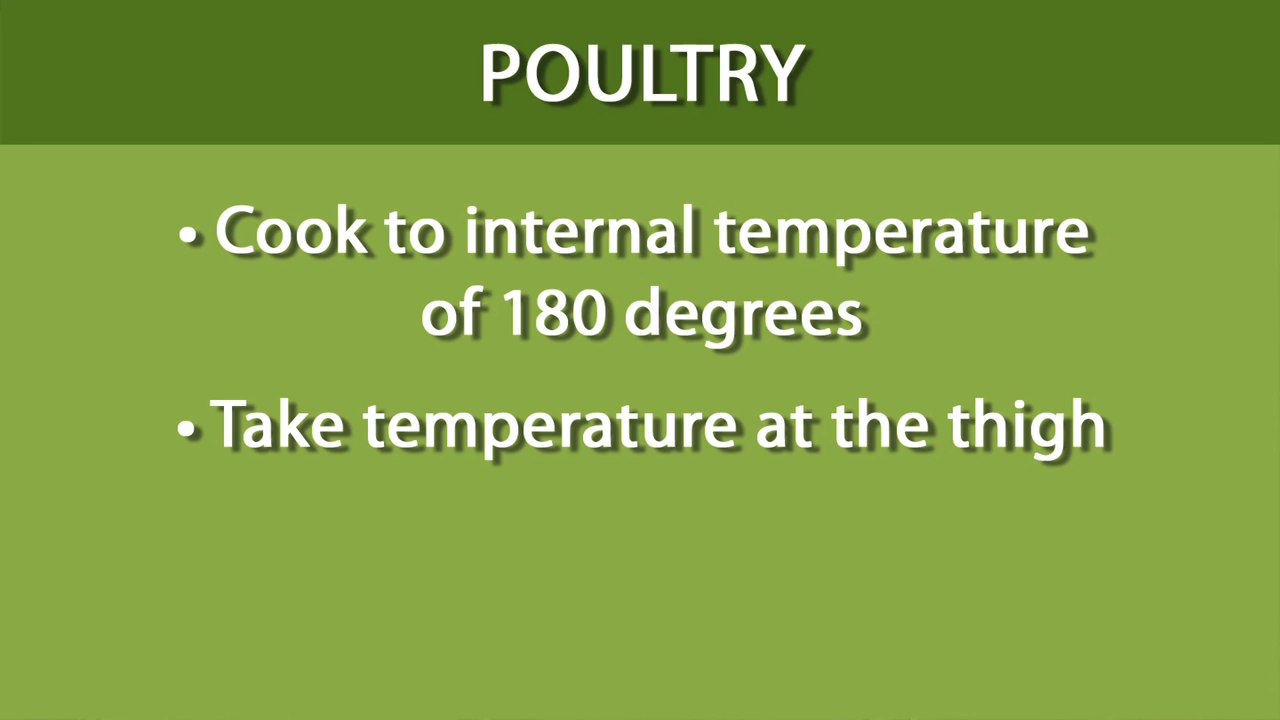 POULTRY
• Cook to internal temperature
of 180 degrees
• Take temperature at the thigh